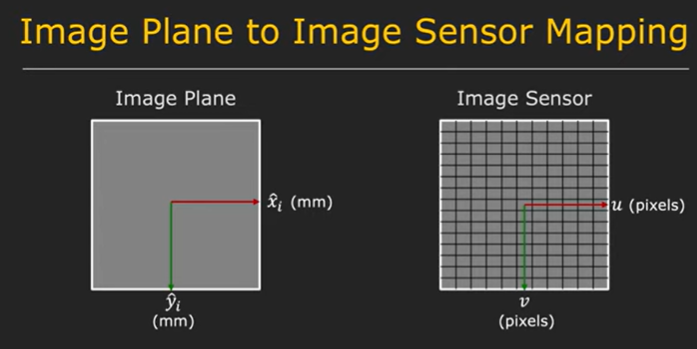 Image Plane to Image Sensor Mapping
Image Plane
Image Sensor
x̂ᵢ (mm)
u (pixels)
ŷᵢ
(mm)
v
(pixels)